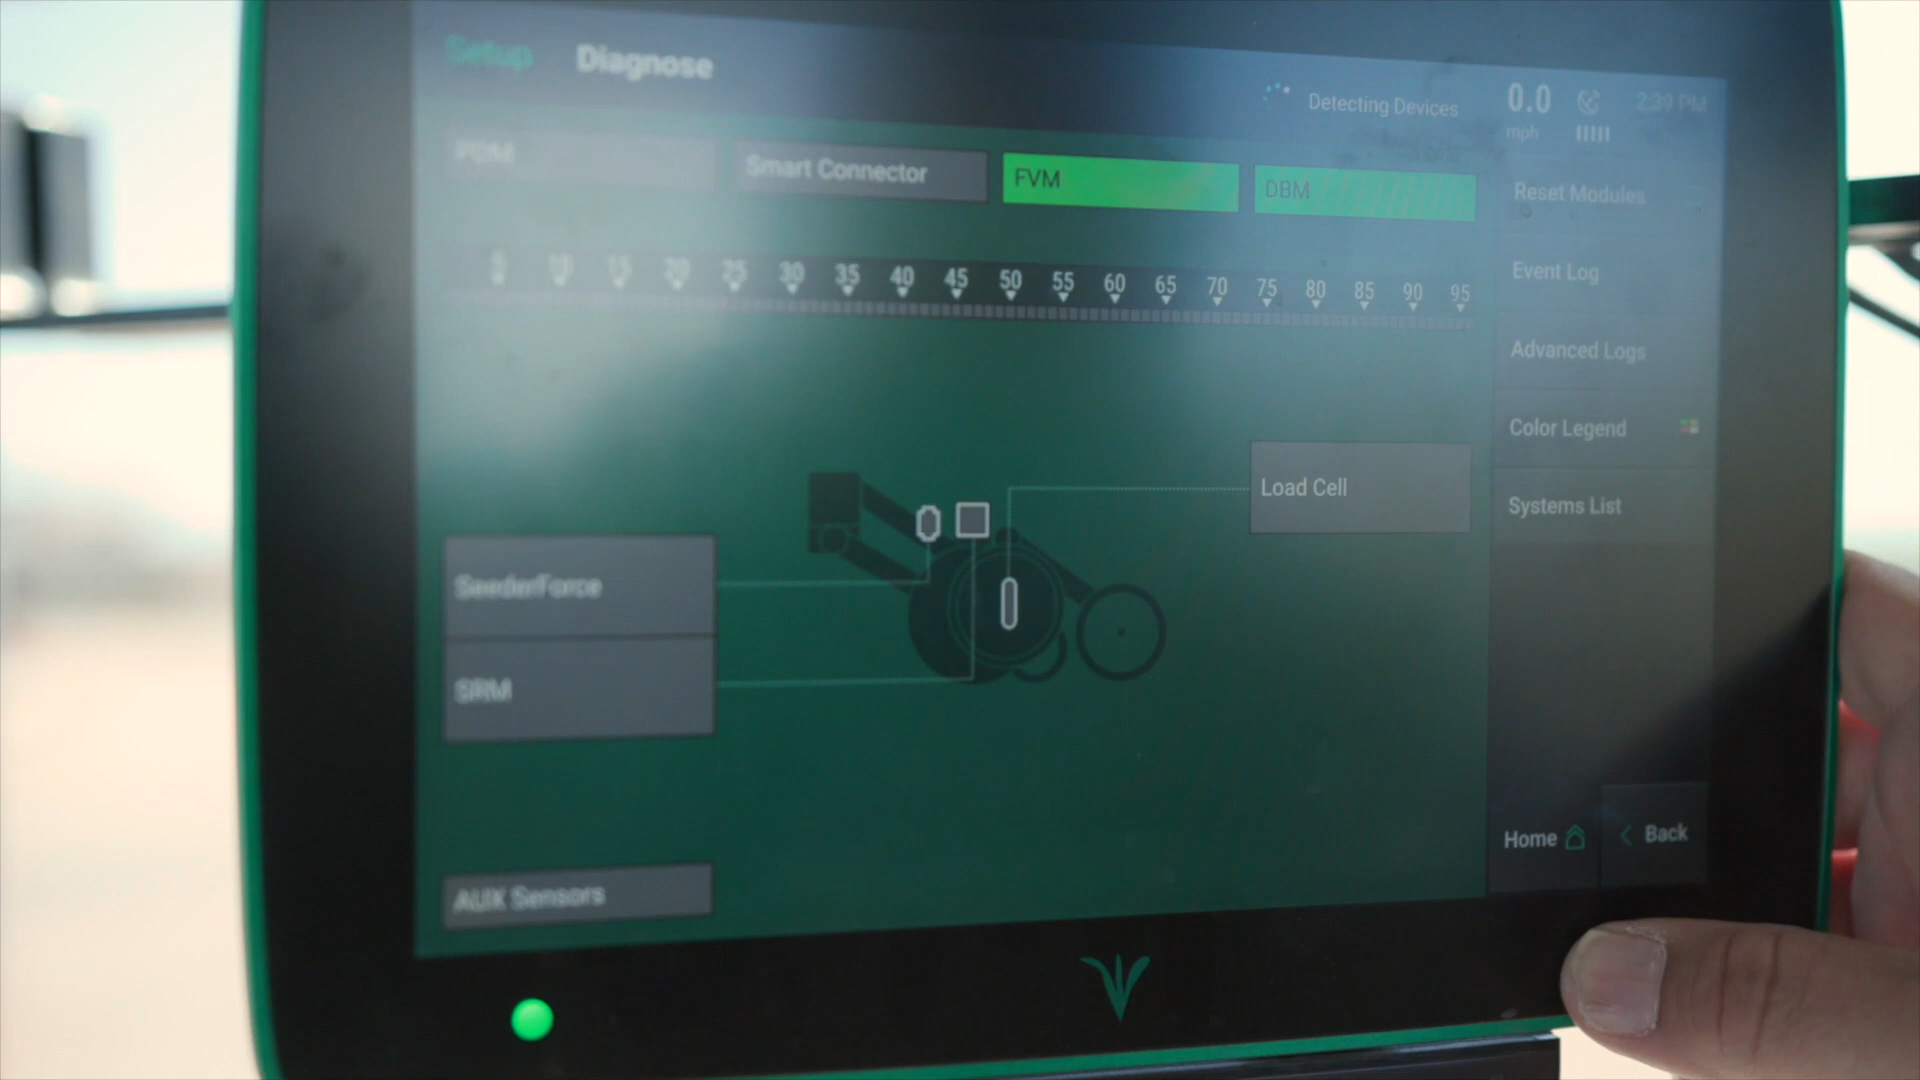 Setup Diagnose
Detecting Devices
0.0
mph
2:39 PM
PDM
Smart Connector
FVM
DBM
Reset Modules
5 10 15 20 25 30 35 40 45 50 55 60 65 70 75 80 85 90 95
Event Log
Advanced Logs
Color Legend
Load Cell
Systems List
SeederForce
SRM
Home
Back
AUX Sensors